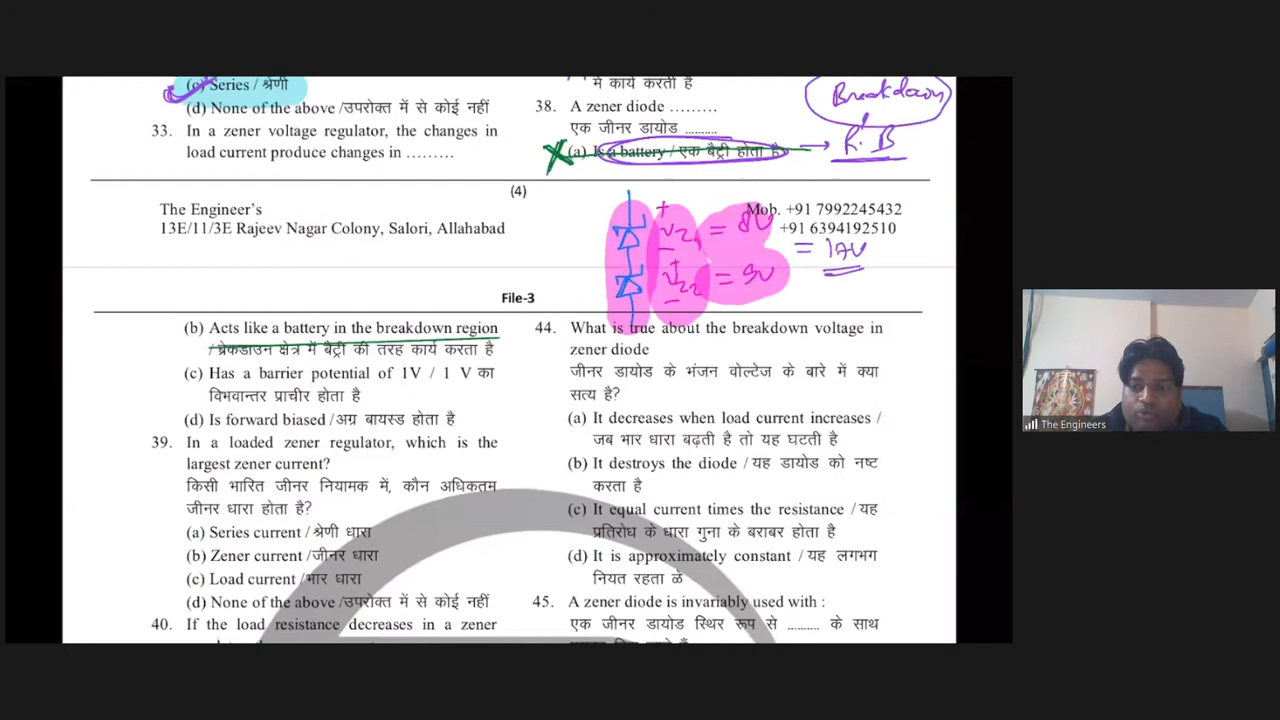 (c) Series / श्रेणी
(d) None of the above /उपरोक्त में से कोई नहीं
33. In a zener voltage regulator, the changes in
load current produce changes in ………
में कार्य करती है
38. A zener diode ………
एक जीनर डायोड ..........
(a) Is a battery / एक बैट्री होता है
Breakdown
R. B
(4)
The Engineer's
13E/11/3E Rajeev Nagar Colony, Salori, Allahabad
Mob. +91 7992245432
+91 6394192510
+ V21 - = 8V
+ V22 - = 9V
= 17V
File-3
(b) Acts like a battery in the breakdown region
/ ब्रेकडाउन क्षेत्र में बैट्री की तरह कार्य करता है
(c) Has a barrier potential of 1V / 1 V का
विभवान्तर प्राचीर होता है
(d) Is forward biased /अग्र बायस्ड होता है
39. In a loaded zener regulator, which is the
largest zener current?
किसी भारित जीनर नियामक में, कौन अधिकतम
जीनर धारा होता है?
(a) Series current / श्रेणी धारा
(b) Zener current /जीनर धारा
(c) Load current /भार धारा
(d) None of the above /उपरोक्त में से कोई नहीं
40. If the load resistance decreases in a zener
44. What is true about the breakdown voltage in
zener diode
जीनर डायोड के भंजन वोल्टेज के बारे में क्या
सत्य है?
(a) It decreases when load current increases /
जब भार धारा बढ़ती है तो यह घटती है
(b) It destroys the diode / यह डायोड को नष्ट
करता है
(c) It equal current times the resistance / यह
प्रतिरोध के धारा गुना के बराबर होता है
(d) It is approximately constant / यह लगभग
नियत रहता ळे
45. A zener diode is invariably used with :
एक जीनर डायोड स्थिर रूप से .......... के साथ
The Engineers